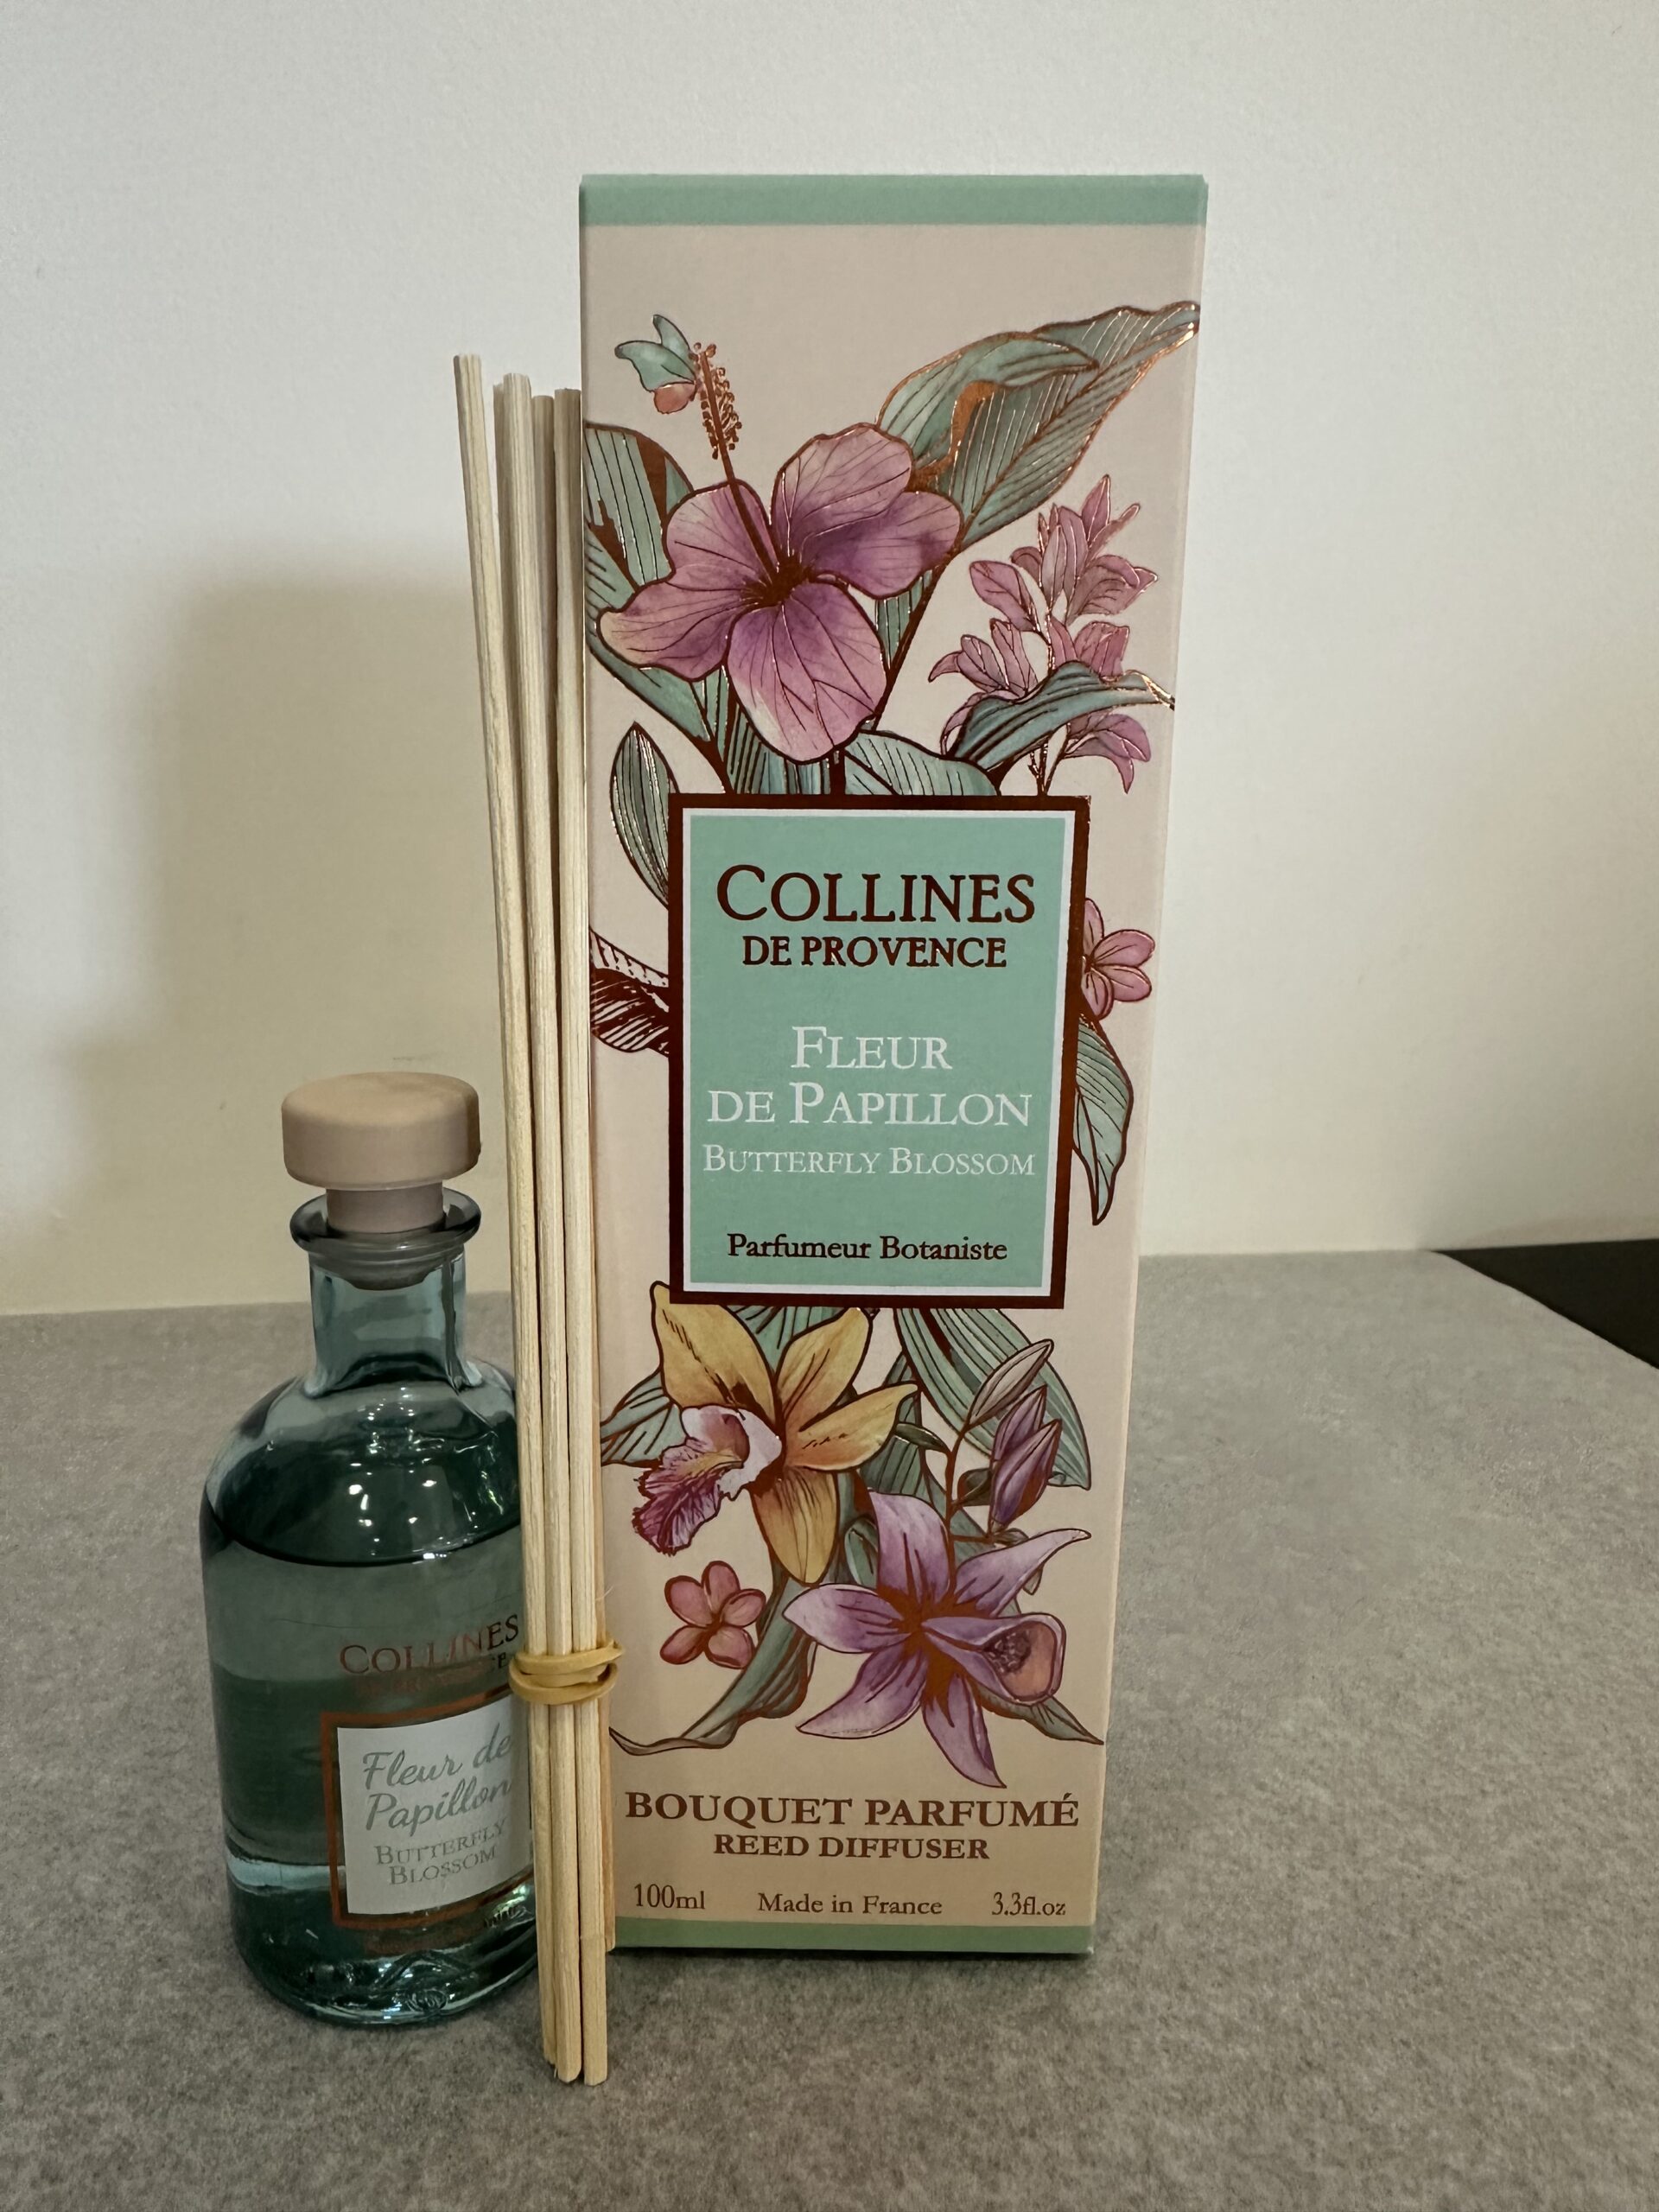 COLLINES
DE PROVENCE
FLEUR
DE PAPILLON
BUTTERFLY BLOSSOM
Parfumeur Botaniste
BOUQUET PARFUMÉ
REED DIFFUSER
100ml Made in France 3.3fl.oz
COLLINES
Fleur de
Papillon
BUTTERFLY
BLOSSOM